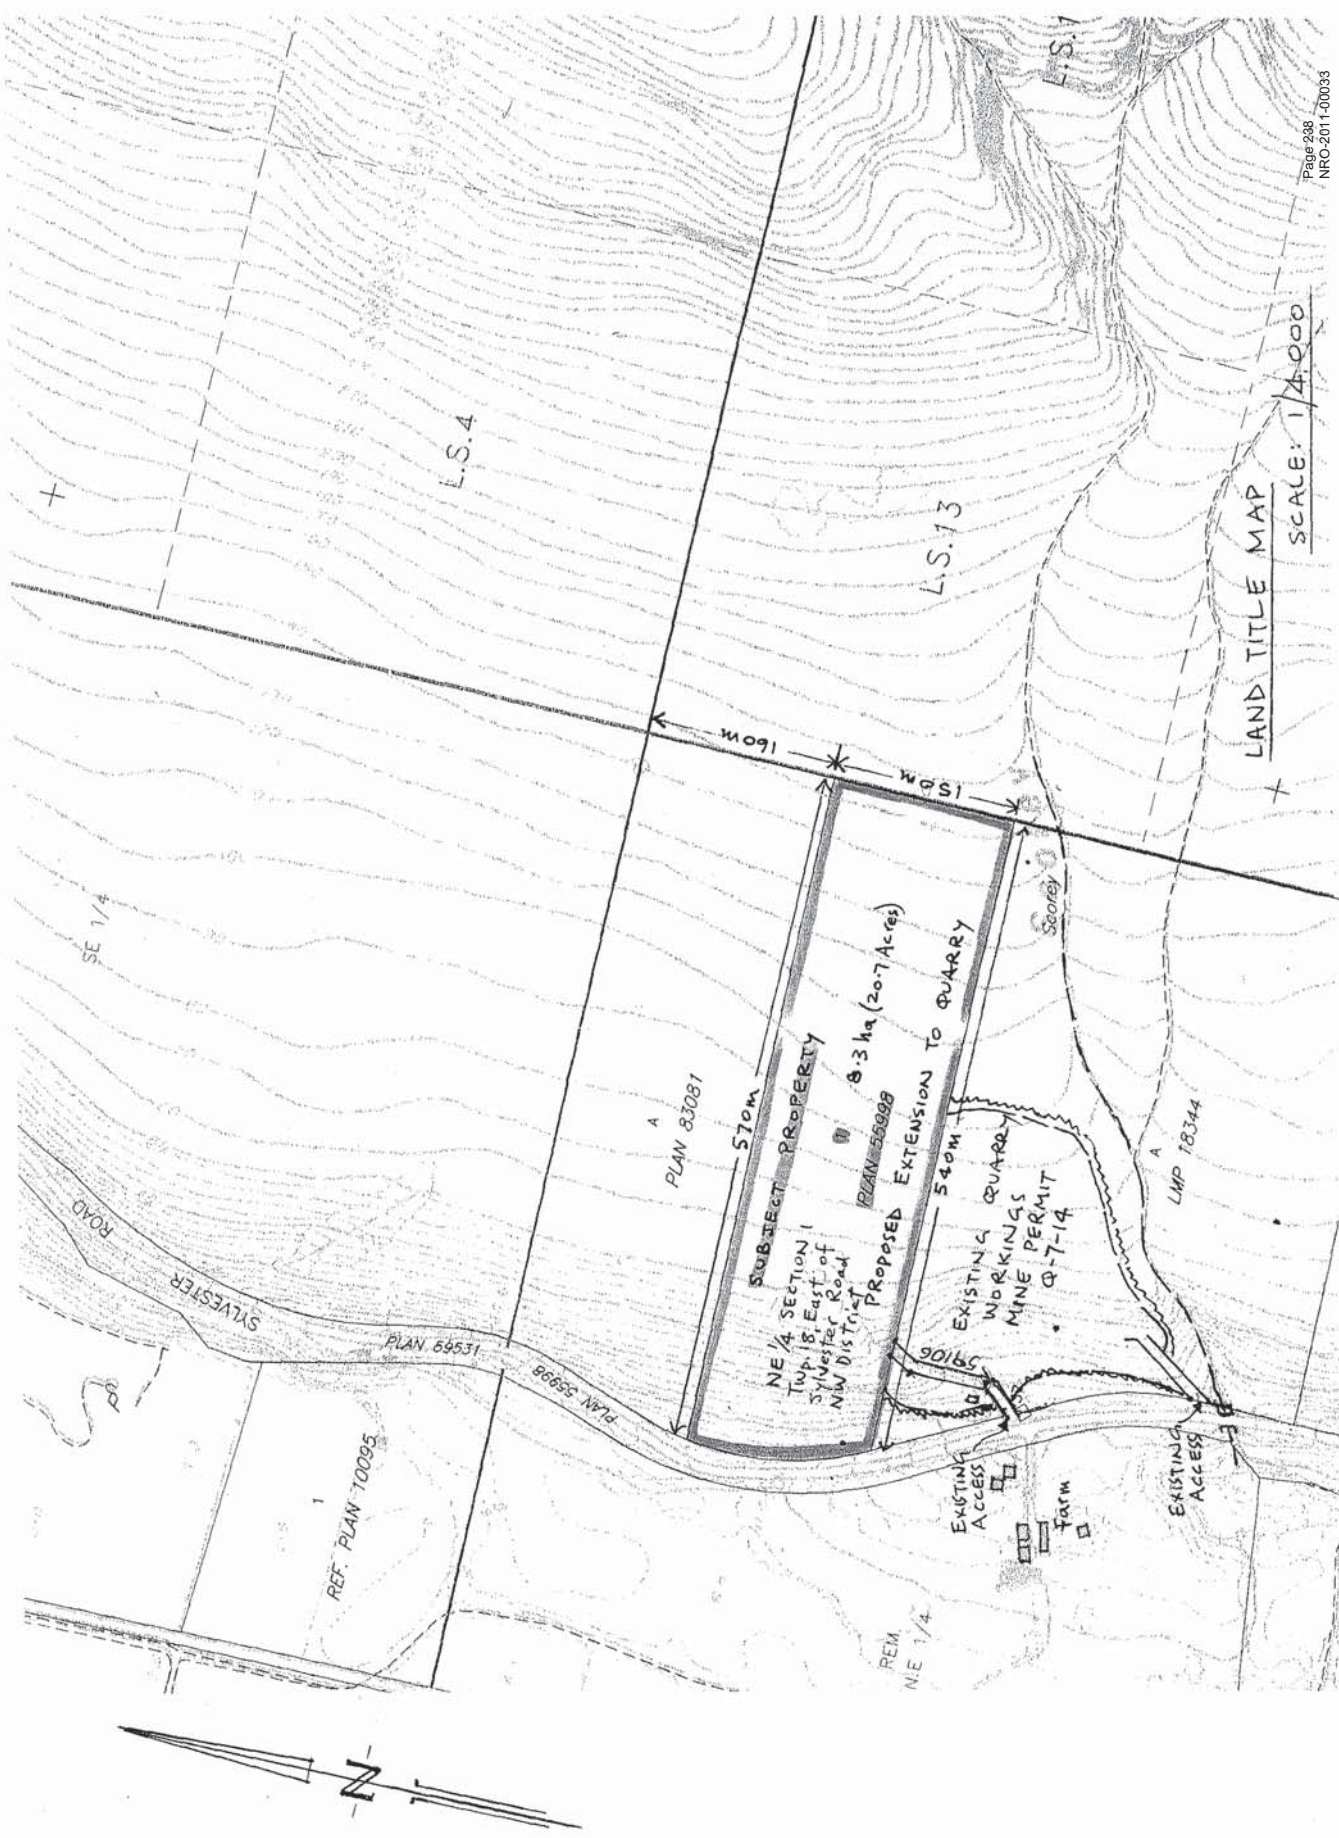 SE 1/4
L.S. 4
ROAD
SYLVESTER
PLAN 69531
PLAN 55998
1
REF. PLAN 70095
A
PLAN 83081
160m
150m
570m
SUBJECT PROPERTY
NE 1/4 SECTION 1
Twp. 18, East of
Sylvester Road
NW District
8.3 ha (20.7 Acres)
PLAN 55998
PROPOSED EXTENSION TO QUARRY
540m
L.S. 13
L.S. 1
EXISTING QUARRY
WORKINGS
MINE PERMIT
Q-7-14
59106
EXISTING
ACCESS
Farm
EXISTING
ACCESS
REM.
N.E 1/4
A
LMP 18344
Scorey
LAND TITLE MAP
SCALE: 1/4,000
N
Page 238
NRO-2011-00033